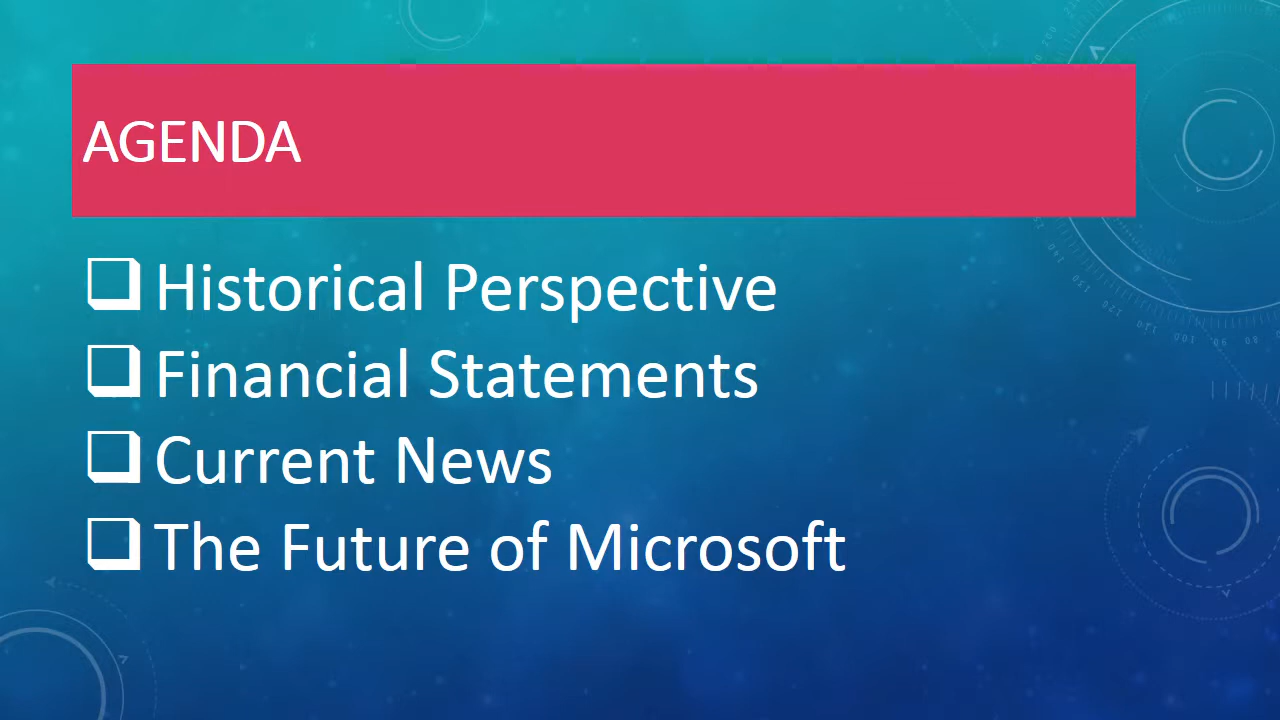 AGENDA
❑ Historical Perspective
❑ Financial Statements
❑ Current News
❑ The Future of Microsoft